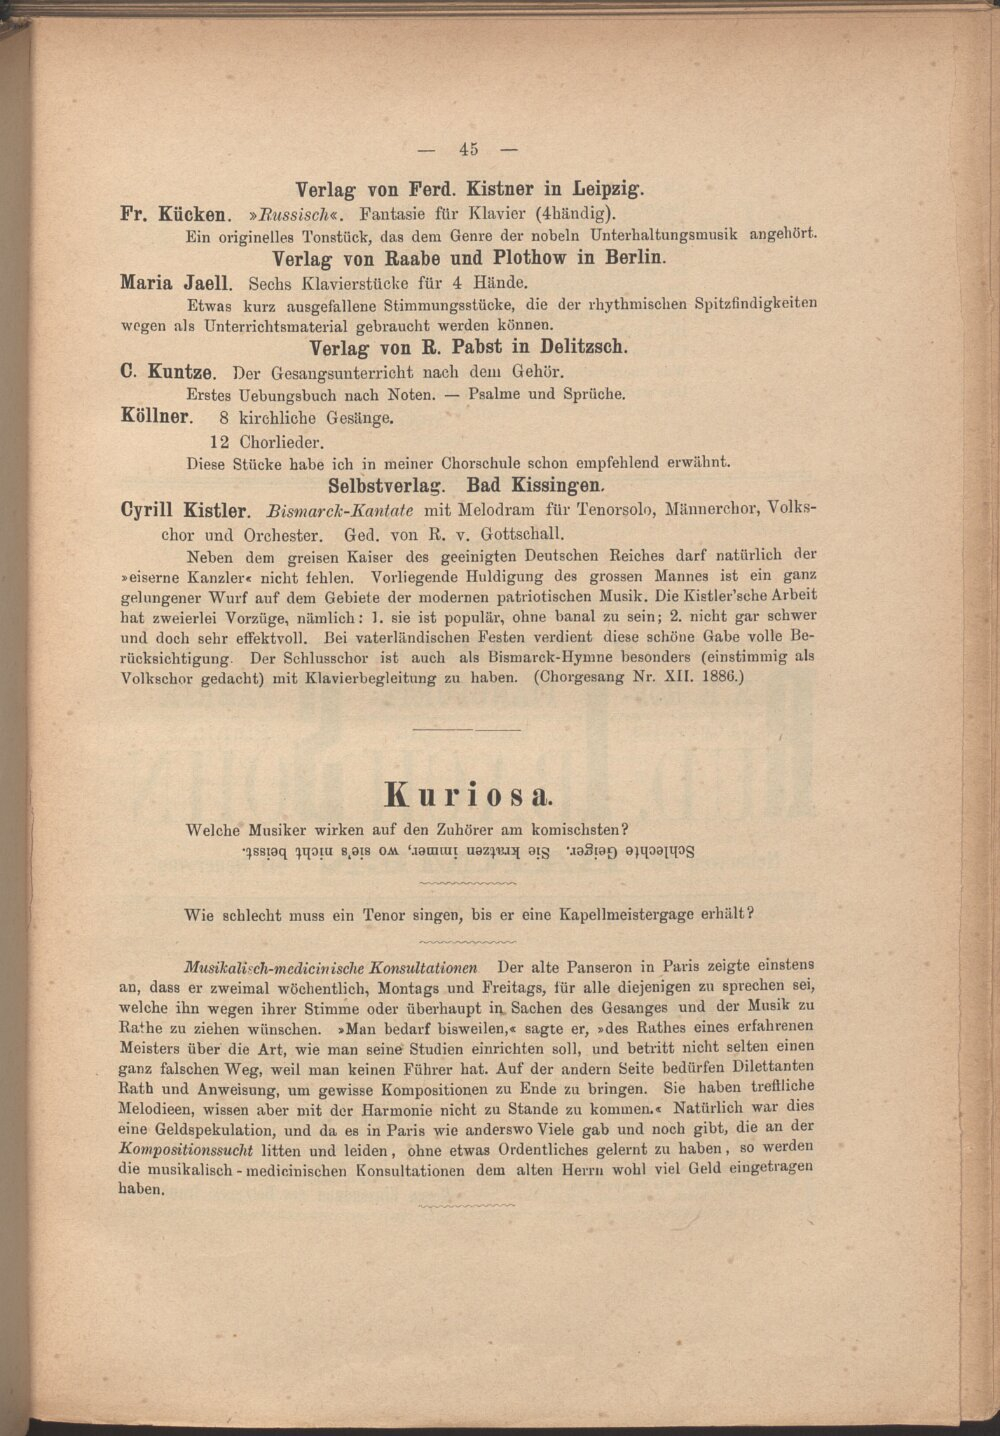 — 45 —
Verlag von Ferd. Kistner in Leipzig.
Fr. Kücken. »Russisch«. Fantasie für Klavier (4händig).
Ein originelles Tonstück, das dem Genre der nobeln Unterhaltungsmusik angehört.
Verlag von Raabe und Plothow in Berlin.
Maria Jaell. Sechs Klavierstücke für 4 Hände.
Etwas kurz ausgefallene Stimmungsstücke, die der rhythmischen Spitzfindigkeiten
wegen als Unterrichtsmaterial gebraucht werden können.
Verlag von R. Pabst in Delitzsch.
C. Kuntze. Der Gesangsunterricht nach dem Gehör.
Erstes Uebungsbuch nach Noten. — Psalme und Sprüche.
Köllner. 8 kirchliche Gesänge.
12 Chorlieder.
Diese Stücke habe ich in meiner Chorschule schon empfehlend erwähnt.
Selbstverlag. Bad Kissingen.
Cyrill Kistler. Bismarck-Kantate mit Melodram für Tenorsolo, Männerchor, Volks-
chor und Orchester. Ged. von R. v. Gottschall.
Neben dem greisen Kaiser des geeinigten Deutschen Reiches darf natürlich der
»eiserne Kanzler« nicht fehlen. Vorliegende Huldigung des grossen Mannes ist ein ganz
gelungener Wurf auf dem Gebiete der modernen patriotischen Musik. Die Kistler'sche Arbeit
hat zweierlei Vorzüge, nämlich: 1. sie ist populär, ohne banal zu sein; 2. nicht gar schwer
und doch sehr effektvoll. Bei vaterländischen Festen verdient diese schöne Gabe volle Be-
rücksichtigung. Der Schlusschor ist auch als Bismarck-Hymne besonders (einstimmig als
Volkschor gedacht) mit Klavierbegleitung zu haben. (Chorgesang Nr. XII. 1886.)
Kuriosa.
Welche Musiker wirken auf den Zuhörer am komischsten?
Schlechte Geiger. Sie kratzen immer, wo sie's nicht beisst.
Wie schlecht muss ein Tenor singen, bis er eine Kapellmeistergage erhält?
Musikalisch-medicinische Konsultationen Der alte Panseron in Paris zeigte einstens
an, dass er zweimal wöchentlich, Montags und Freitags, für alle diejenigen zu sprechen sei,
welche ihn wegen ihrer Stimme oder überhaupt in Sachen des Gesanges und der Musik zu
Rathe zu ziehen wünschen. »Man bedarf bisweilen,« sagte er, »des Rathes eines erfahrenen
Meisters über die Art, wie man seine Studien einrichten soll, und betritt nicht selten einen
ganz falschen Weg, weil man keinen Führer hat. Auf der andern Seite bedürfen Dilettanten
Rath und Anweisung, um gewisse Kompositionen zu Ende zu bringen. Sie haben treffliche
Melodieen, wissen aber mit der Harmonie nicht zu Stande zu kommen.« Natürlich war dies
eine Geldspekulation, und da es in Paris wie anderswo Viele gab und noch gibt, die an der
Kompositionssucht litten und leiden, ohne etwas Ordentliches gelernt zu haben, so werden
die musikalisch-medicinischen Konsultationen dem alten Herrn wohl viel Geld eingetragen
haben.